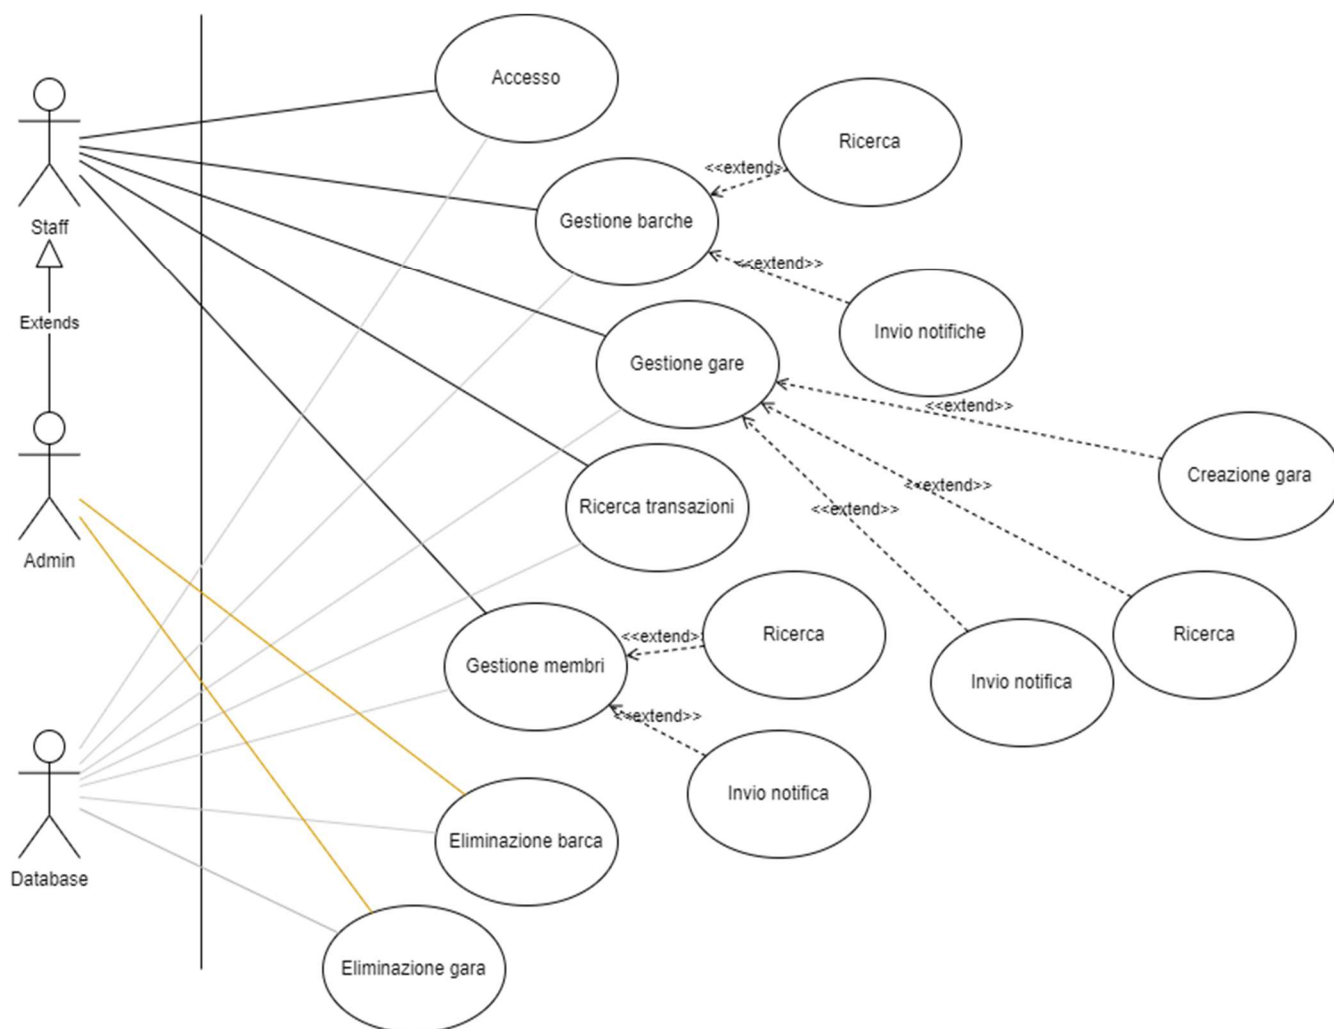 Accesso
Ricerca
<<extend>>
Staff
Gestione barche
<<extend>>
Extends
Invio notifiche
Gestione gare
<<extend>>
Creazione gara
<<extend>>
Ricerca transazioni
<<extend>>
Admin
Ricerca
<<extend>>
Ricerca
Gestione membri
Invio notifica
<<extend>>
Invio notifica
Eliminazione barca
Database
Eliminazione gara